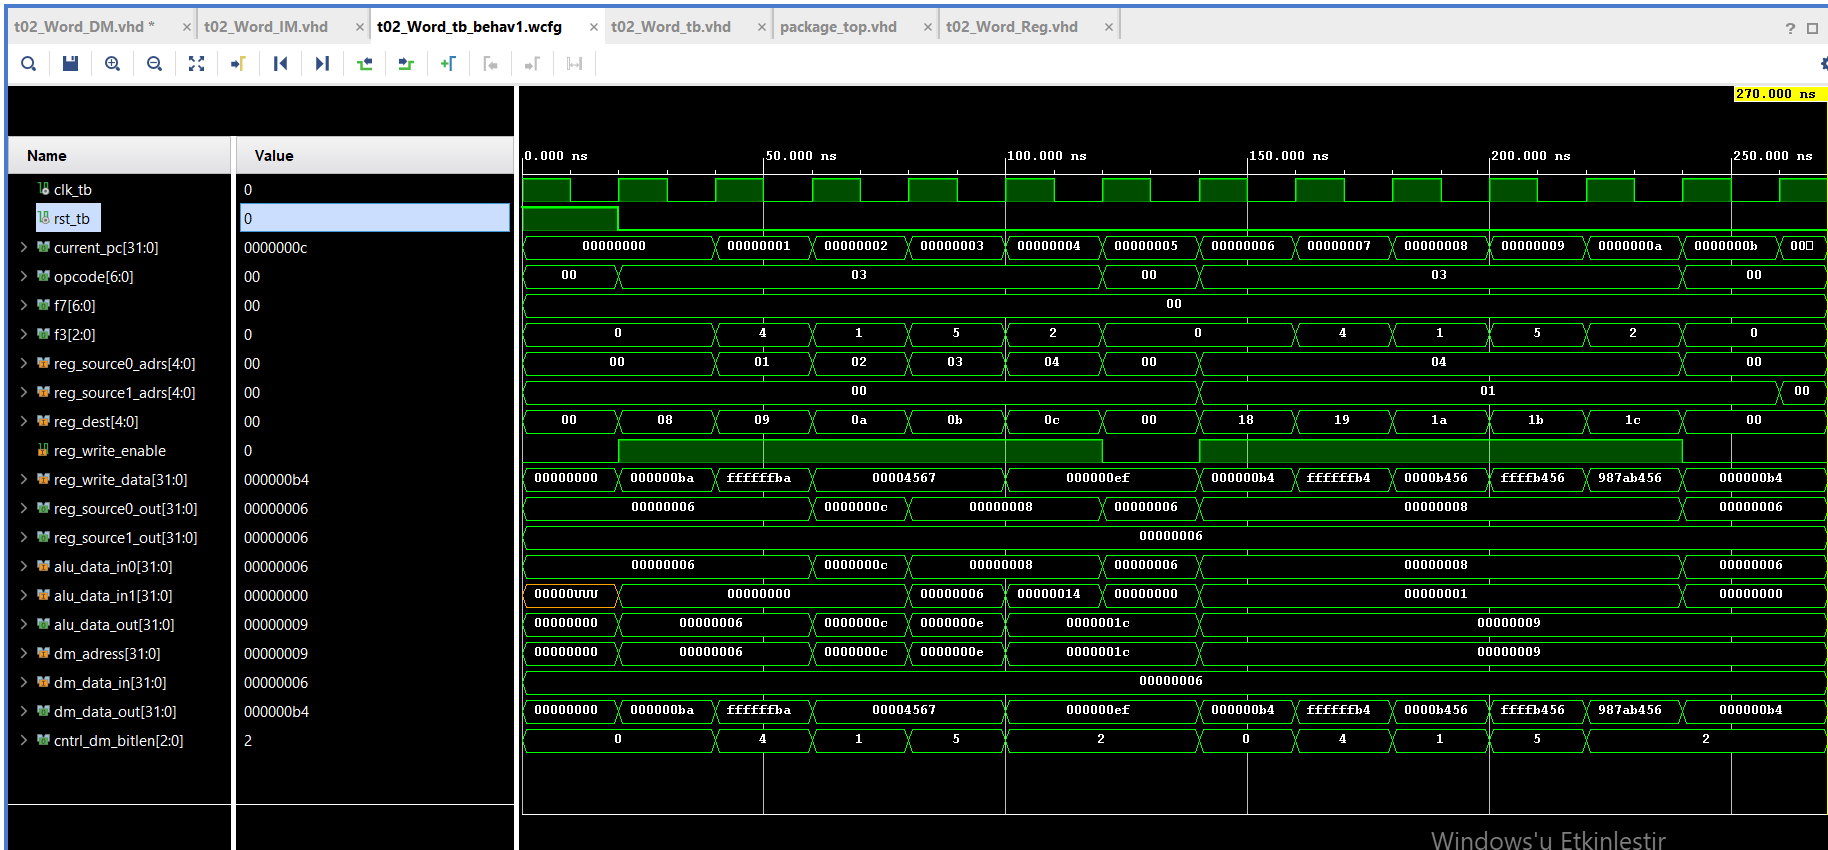 t02_Word_DM.vhd * × t02_Word_IM.vhd × t02_Word_tb_behav1.wcfg × t02_Word_tb.vhd × package_top.vhd × t02_Word_Reg.vhd ×
270.000 ns
Name Value 0.000 ns 50.000 ns 100.000 ns 150.000 ns 200.000 ns 250.000 ns
clk_tb 0
rst_tb 0
current_pc[31:0] 0000000c 00000000 00000001 00000002 00000003 00000004 00000005 00000006 00000007 00000008 00000009 0000000a 0000000b 00
opcode[6:0] 00 00 03 00 03 00
f7[6:0] 00 00
f3[2:0] 0 0 4 1 5 2 0 4 1 5 2 0
reg_source0_adrs[4:0] 00 00 01 02 03 04 00 04 00
reg_source1_adrs[4:0] 00 00 01 00
reg_dest[4:0] 00 00 08 09 0a 0b 0c 00 18 19 1a 1b 1c 00
reg_write_enable 0
reg_write_data[31:0] 000000b4 00000000 000000ba ffffffba 00004567 000000ef 000000b4 ffffffb4 0000b456 ffffb456 987ab456 000000b4
reg_source0_out[31:0] 00000006 00000006 0000000c 00000008 00000006 00000008 00000006
reg_source1_out[31:0] 00000006 00000006
alu_data_in0[31:0] 00000006 00000006 0000000c 00000008 00000006 00000008 00000006
alu_data_in1[31:0] 00000000 00000UUU 00000000 00000006 00000014 00000000 00000001 00000000
alu_data_out[31:0] 00000009 00000000 00000006 0000000c 0000000e 0000001c 00000009
dm_adress[31:0] 00000009 00000000 00000006 0000000c 0000000e 0000001c 00000009
dm_data_in[31:0] 00000006 00000006
dm_data_out[31:0] 000000b4 00000000 000000ba ffffffba 00004567 000000ef 000000b4 ffffffb4 0000b456 ffffb456 987ab456 000000b4
cntrl_dm_bitlen[2:0] 2 0 4 1 5 2 0 4 1 5 2
Windows'u Etkinleştir